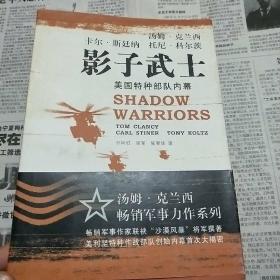 汤姆·克兰西
卡尔·斯廷纳 托尼·科尔茨
影子武士
美国特种部队内幕
SHADOW
WARRIORS
TOM CLANCY
CARL STINER TONY KOLTZ
汤姆·克兰西
畅销军事力作系列
畅销军事作家联袂“沙漠风暴”将军撰著
美利坚特种作战部队创始内幕首次大揭密